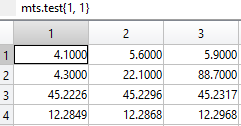 mts.test{1, 1}
1 2 3
1 4.1000 5.6000 5.9000
2 4.3000 22.1000 88.7000
3 45.2226 45.2296 45.2317
4 12.2849 12.2868 12.2968